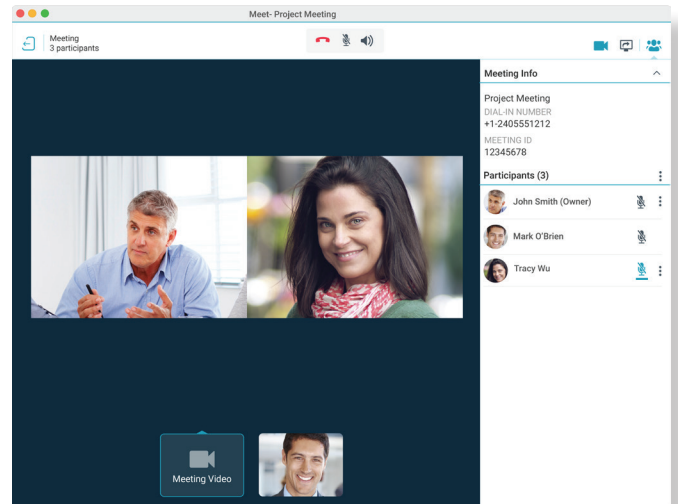 Meet- Project Meeting
Meeting
3 participants
Meeting Info
Project Meeting
DIAL-IN NUMBER
+1-2405551212
MEETING ID
12345678
Participants (3)
John Smith (Owner)
Mark O'Brien
Tracy Wu
Meeting Video